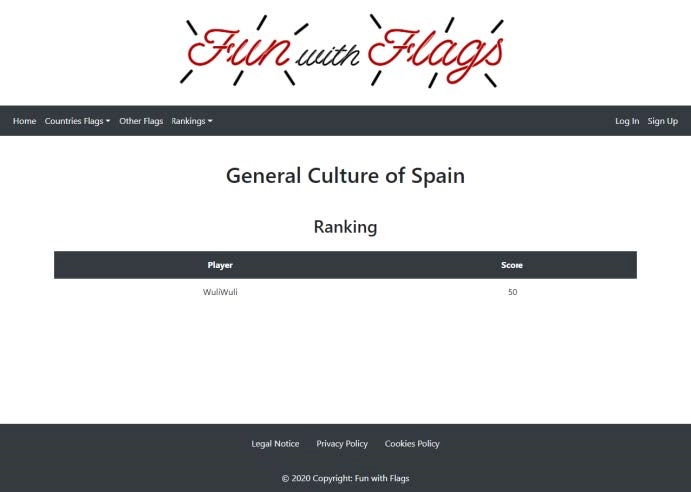 Fun with Flags
Home Countries Flags Other Flags Rankings Log In Sign Up
General Culture of Spain
Ranking
Player Score
WuliWuli 50
Legal Notice Privacy Policy Cookies Policy
© 2020 Copyright: Fun with Flags